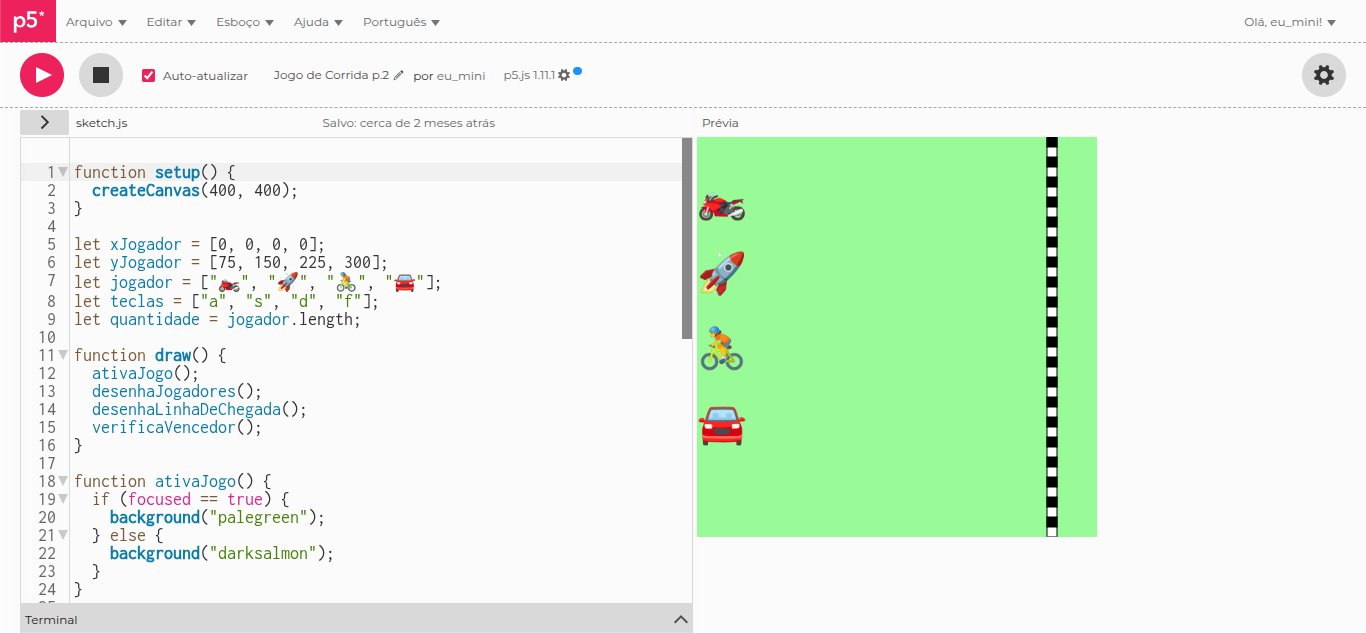 p5* Arquivo Editar Esboço Ajuda Português Olá, eu_mini!
Auto-atualizar Jogo de Corrida p.2 por eu_mini p5.js 1.11.1
sketch.js Salvo: cerca de 2 meses atrás Prévia
1 function setup() {
2 createCanvas(400, 400);
3 }
4
5 let xJogador = [0, 0, 0, 0];
6 let yJogador = [75, 150, 225, 300];
7 let jogador = ["🏍️", "🚀", "🚴", "🚘"];
8 let teclas = ["a", "s", "d", "f"];
9 let quantidade = jogador.length;
10
11 function draw() {
12 ativaJogo();
13 desenhaJogadores();
14 desenhaLinhaDeChegada();
15 verificaVencedor();
16 }
17
18 function ativaJogo() {
19 if (focused == true) {
20 background("palegreen");
21 } else {
22 background("darksalmon");
23 }
24 }
Terminal